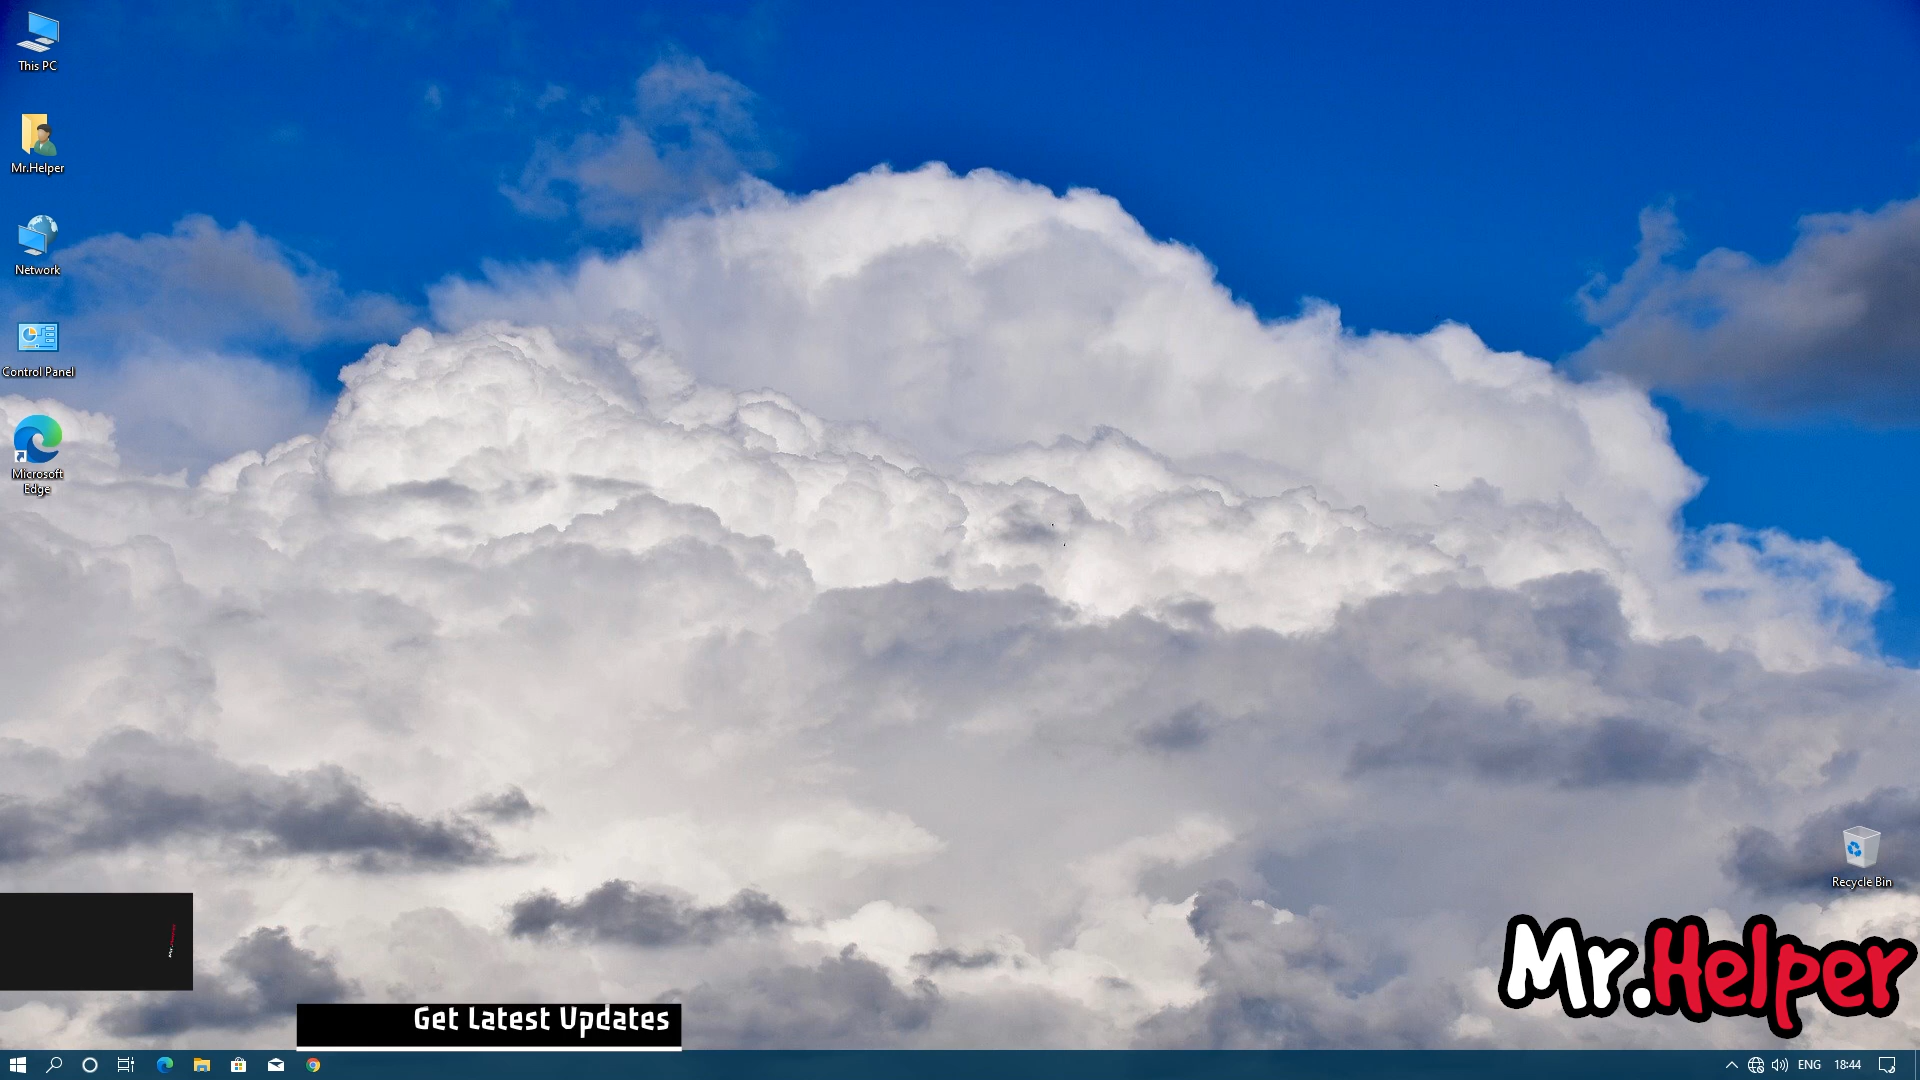 This PC
Mr.Helper
Network
Control Panel
Microsoft
Edge
Recycle Bin
Mr.Helper
Get Latest Updates
ENG
18:44